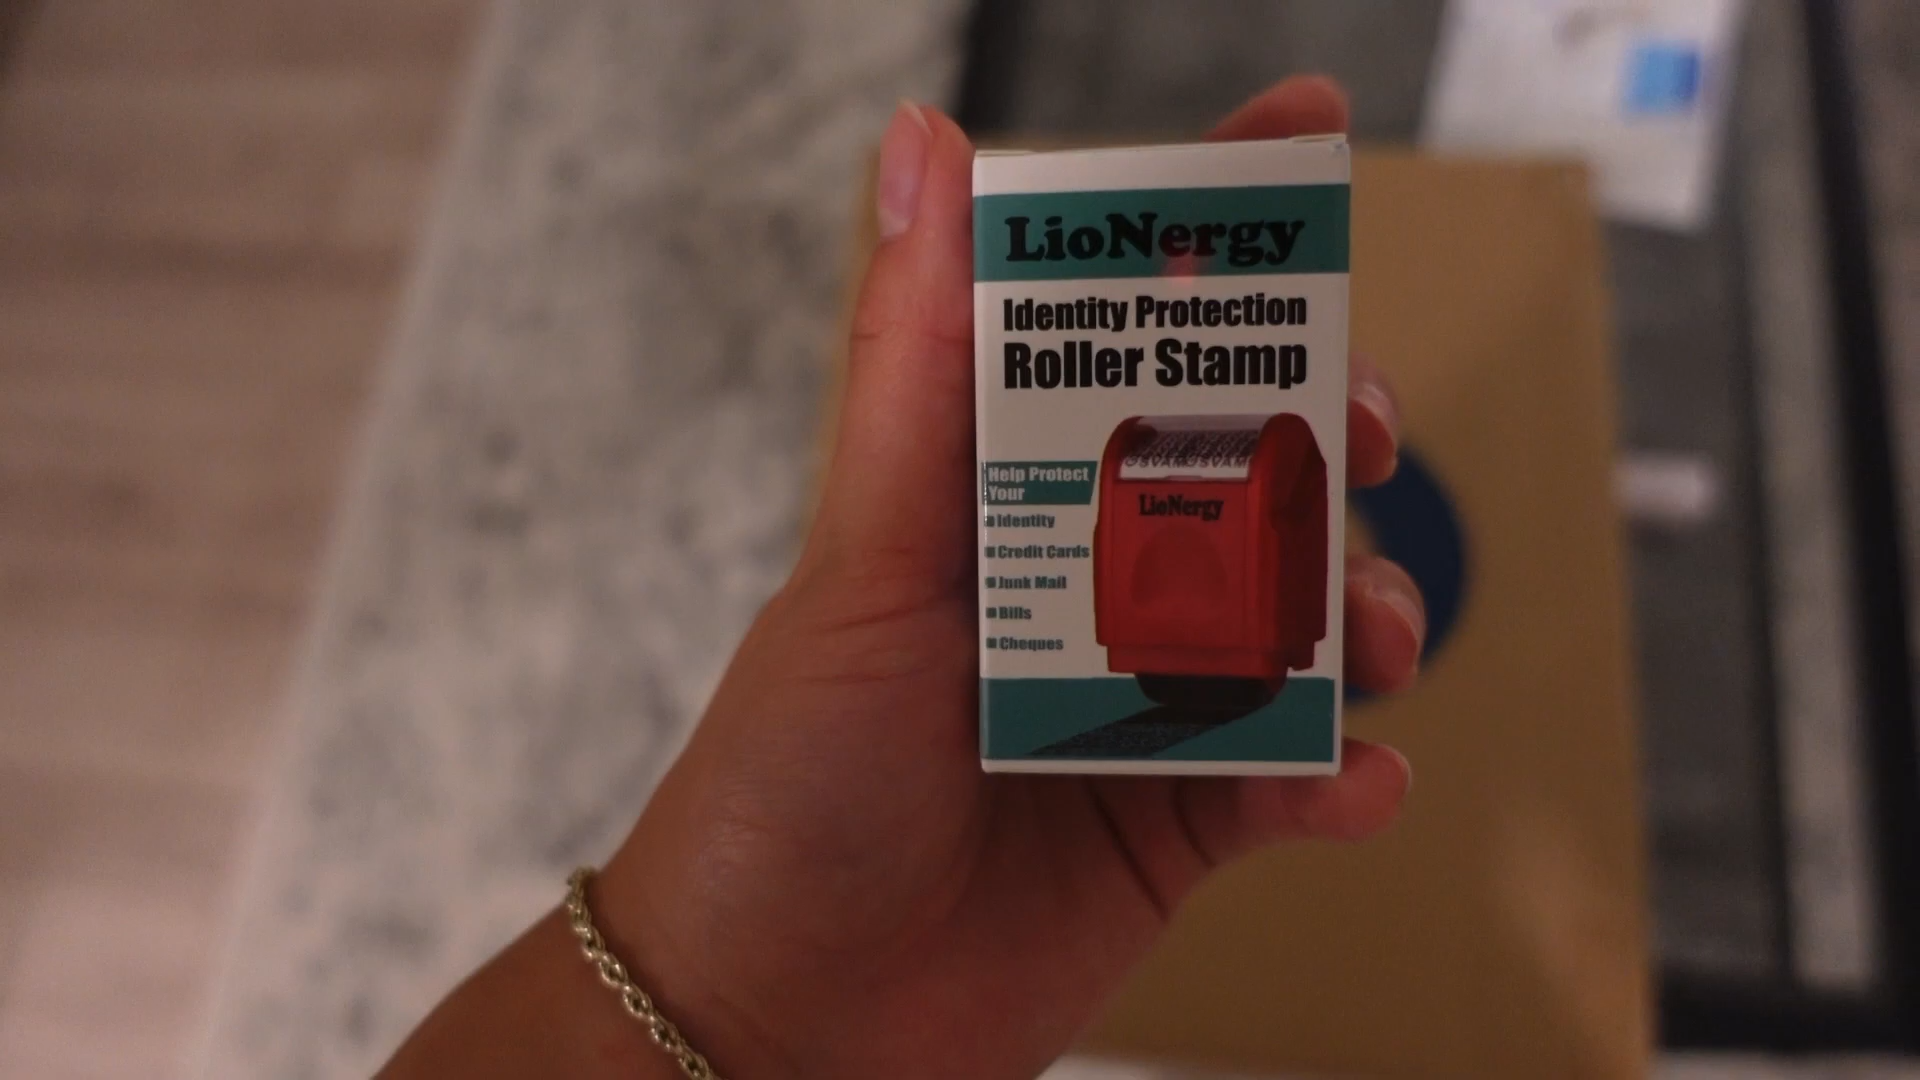 LioNergy
Identity Protection
Roller Stamp
Help Protect
Your
Identity
Credit Cards
Junk Mail
Bills
Cheques
LioNergy